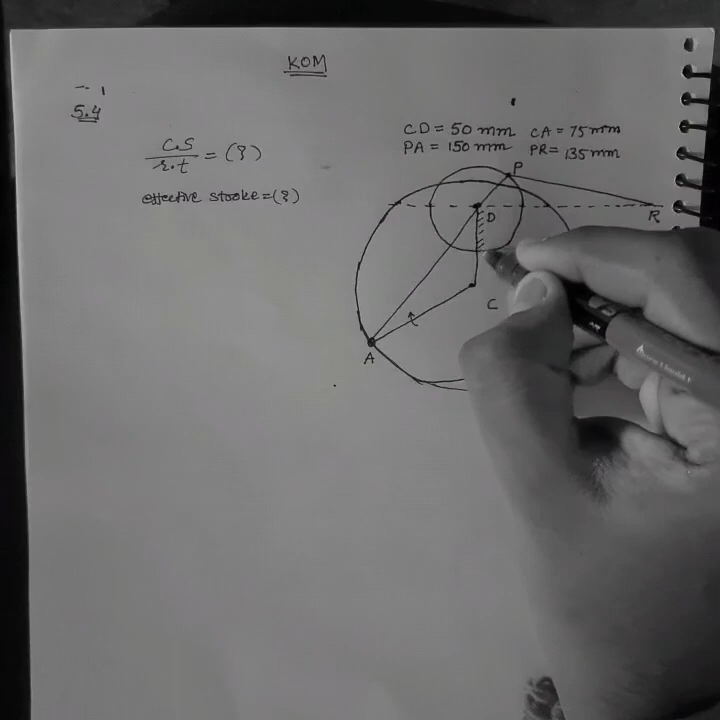 KOM
5.4
C.S
r.t = (?)
effective stroke = (?)
CD = 50 mm CA = 75 mm
PA = 150 mm PR = 135 mm
P
D
R
C
A